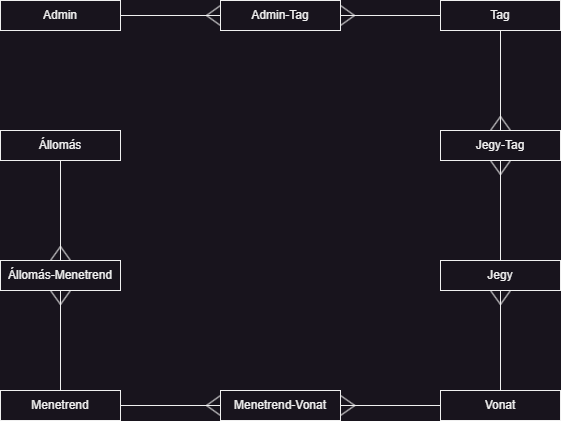 Admin
Admin-Tag
Tag
Állomás
Jegy-Tag
Állomás-Menetrend
Jegy
Menetrend
Menetrend-Vonat
Vonat